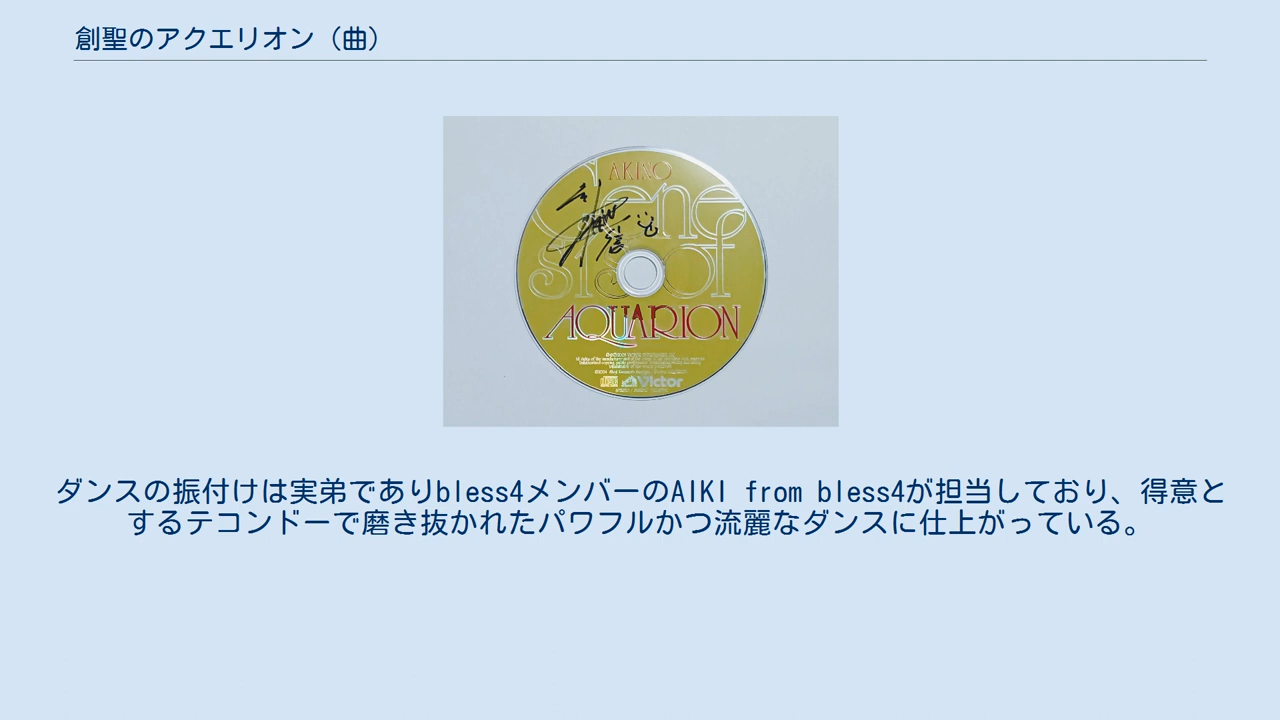 創聖のアクエリオン（曲）
AKINO
Gene
sis of
AQUARION
Victor
ダンスの振付けは実弟でありbless4メンバーのAIKI from bless4が担当しており、得意と
するテコンドーで磨き抜かれたパワフルかつ流麗なダンスに仕上がっている。